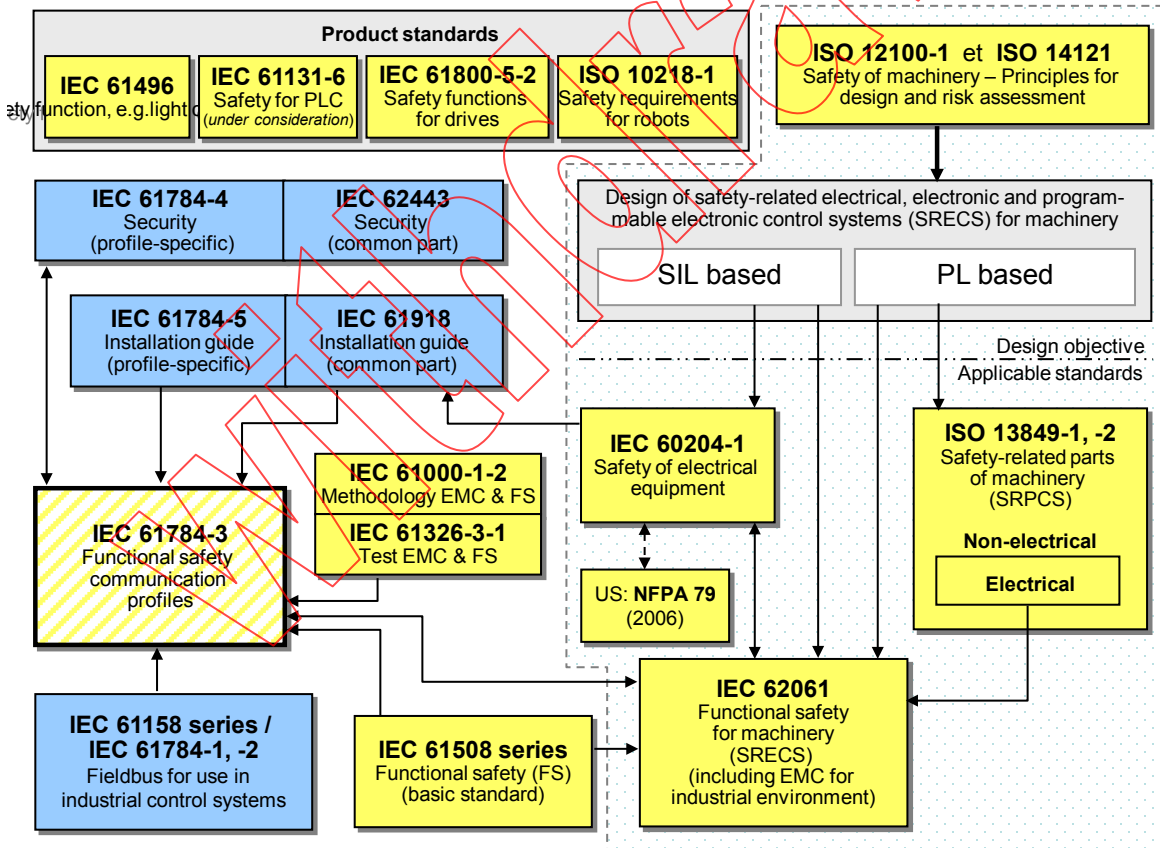 Product standards
IEC 61496
ety function, e.g.light c
IEC 61131-6
Safety for PLC
(under consideration)
IEC 61800-5-2
Safety functions
for drives
ISO 10218-1
Safety requirements
for robots
ISO 12100-1 et ISO 14121
Safety of machinery – Principles for
design and risk assessment
IEC 61784-4
Security
(profile-specific)
IEC 62443
Security
(common part)
Design of safety-related electrical, electronic and program-
mable electronic control systems (SRECS) for machinery
SIL based
PL based
IEC 61784-5
Installation guide
(profile-specific)
IEC 61918
Installation guide
(common part)
Design objective
Applicable standards
IEC 60204-1
Safety of electrical
equipment
ISO 13849-1, -2
Safety-related parts
of machinery
(SRPCS)
Non-electrical
Electrical
IEC 61000-1-2
Methodology EMC & FS
IEC 61326-3-1
Test EMC & FS
IEC 61784-3
Functional safety
communication
profiles
US: NFPA 79
(2006)
IEC 62061
Functional safety
for machinery
(SRECS)
(including EMC for
industrial environment)
IEC 61158 series /
IEC 61784-1, -2
Fieldbus for use in
industrial control systems
IEC 61508 series
Functional safety (FS)
(basic standard)